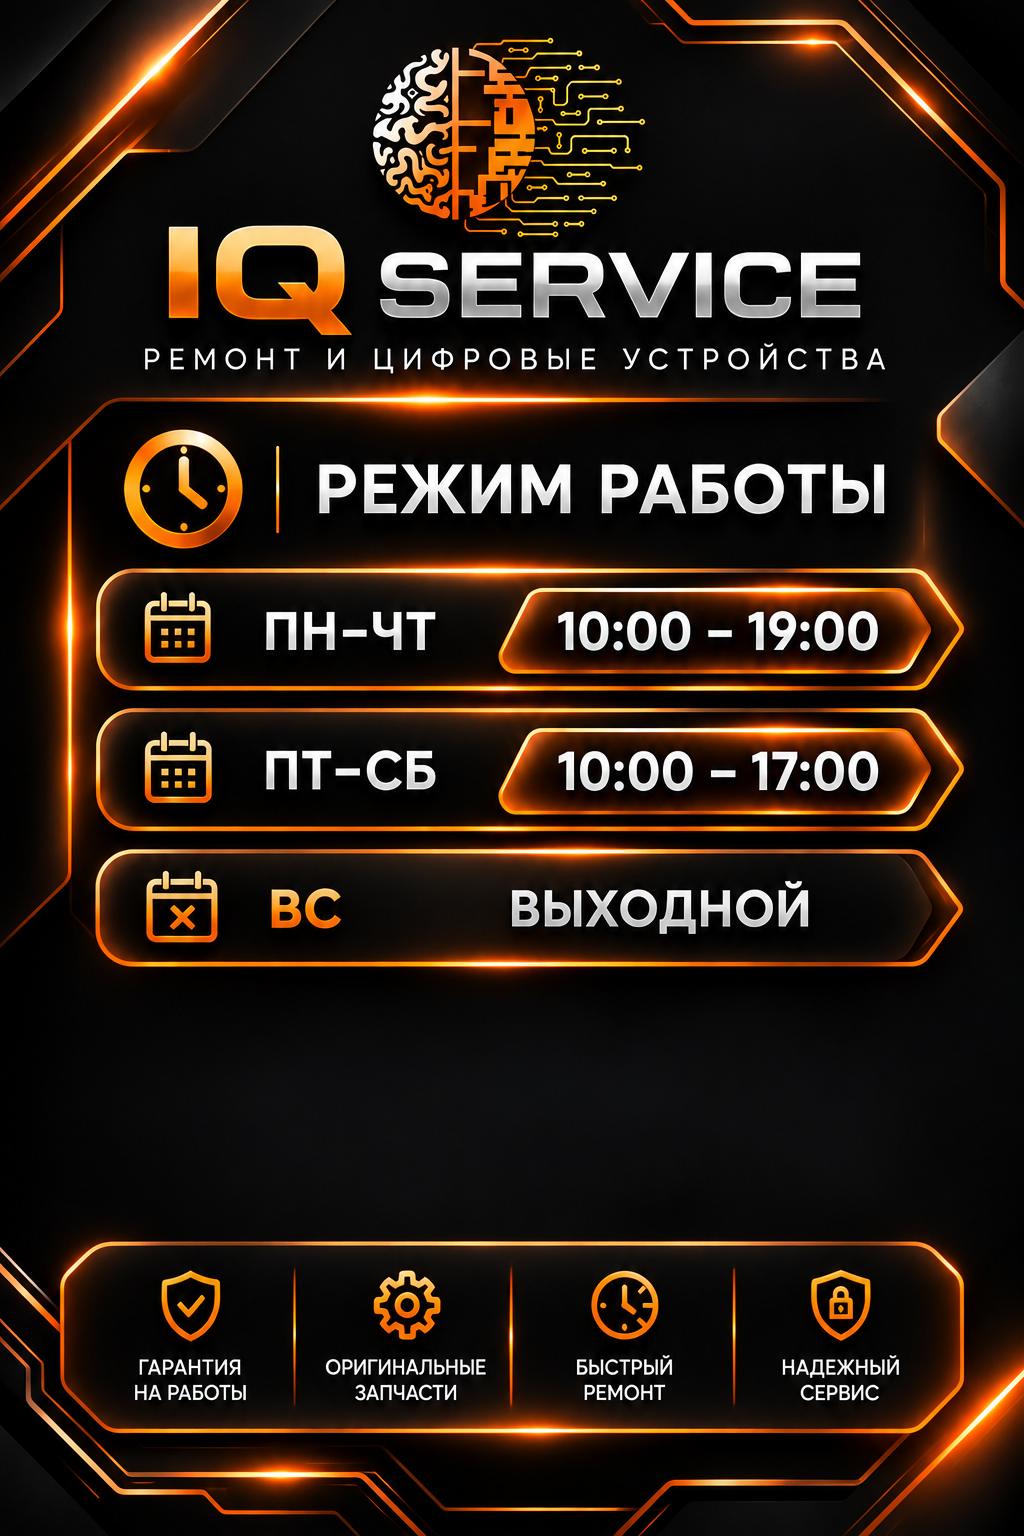 IQ SERVICE
РЕМОНТ И ЦИФРОВЫЕ УСТРОЙСТВА
РЕЖИМ РАБОТЫ
ПН-ЧТ 10:00 – 19:00
ПТ-СБ 10:00 – 17:00
ВС ВЫХОДНОЙ
ГАРАНТИЯ
НА РАБОТЫ
ОРИГИНАЛЬНЫЕ
ЗАПЧАСТИ
БЫСТРЫЙ
РЕМОНТ
НАДЕЖНЫЙ
СЕРВИС